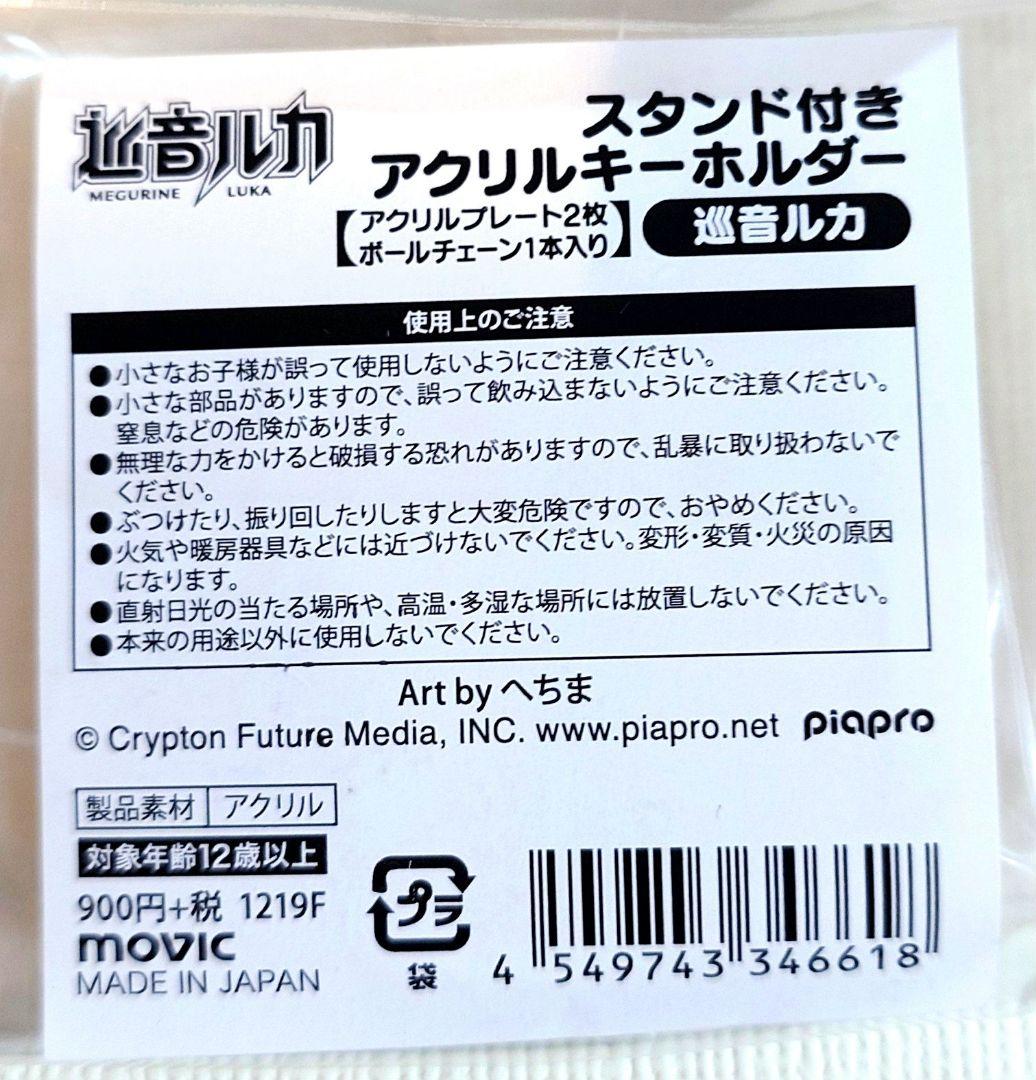 巡音ルカ
MEGURINE LUKA
スタンド付き
アクリルキーホルダー
【アクリルプレート2枚
ボールチェーン1本入り】
巡音ルカ
使用上のご注意
●小さなお子様が誤って使用しないようにご注意ください。
●小さな部品がありますので、誤って飲み込まないようにご注意ください。
窒息などの危険があります。
●無理な力をかけると破損する恐れがありますので、乱暴に取り扱わないで
ください。
●ぶつけたり、振り回したりしますと大変危険ですので、おやめください。
●火気や暖房器具などには近づけないでください。変形・変質・火災の原因
になります。
●直射日光の当たる場所や、高温・多湿な場所には放置しないでください。
●本来の用途以外に使用しないでください。
Art by へちま
© Crypton Future Media, INC. www.piapro.net piapro
製品素材 アクリル
対象年齢12歳以上
900円+税 1219F
movic
MADE IN JAPAN
プラ
袋
4 549743 346618